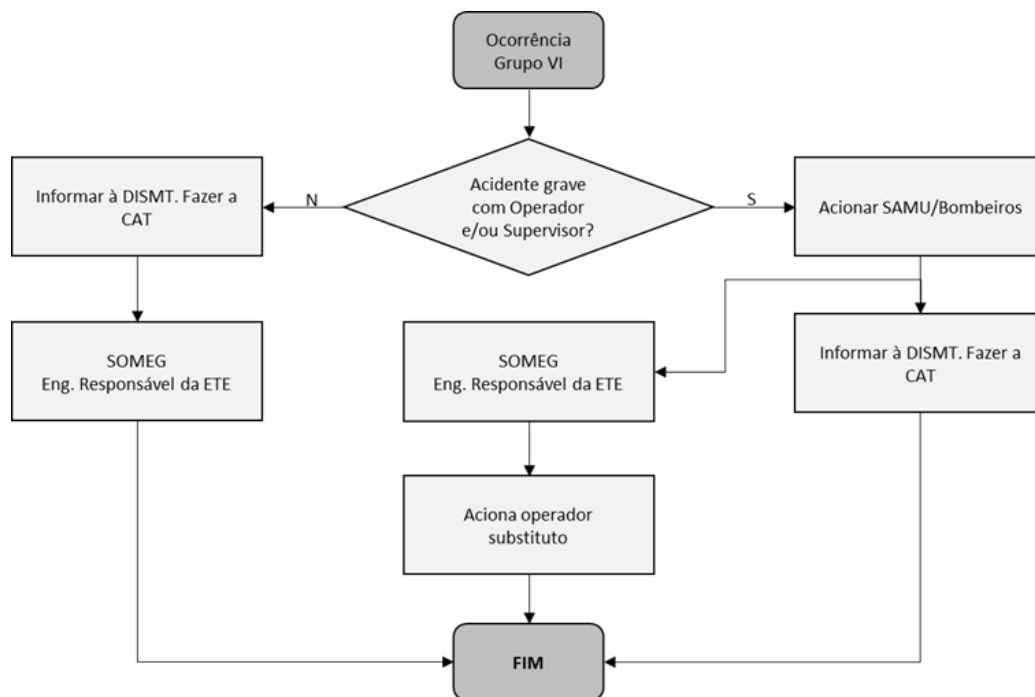 Ocorrência
Grupo VI
Acidente grave
com Operador
e/ou Supervisor?
N
S
Informar à DISMT. Fazer a
CAT
Acionar SAMU/Bombeiros
SOMEG
Eng. Responsável da ETE
SOMEG
Eng. Responsável da ETE
Informar à DISMT. Fazer a
CAT
Aciona operador
substituto
FIM